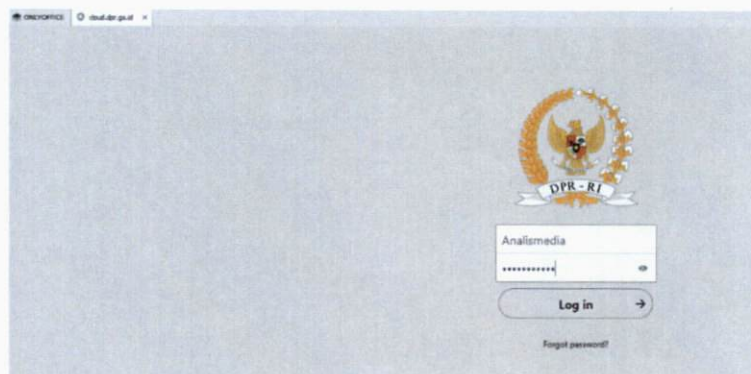 ONLYOFFICE cloud.dpr.go.id ×
DPR - RI
Analismedia
•••••••••••
Log in →
Forgot password?